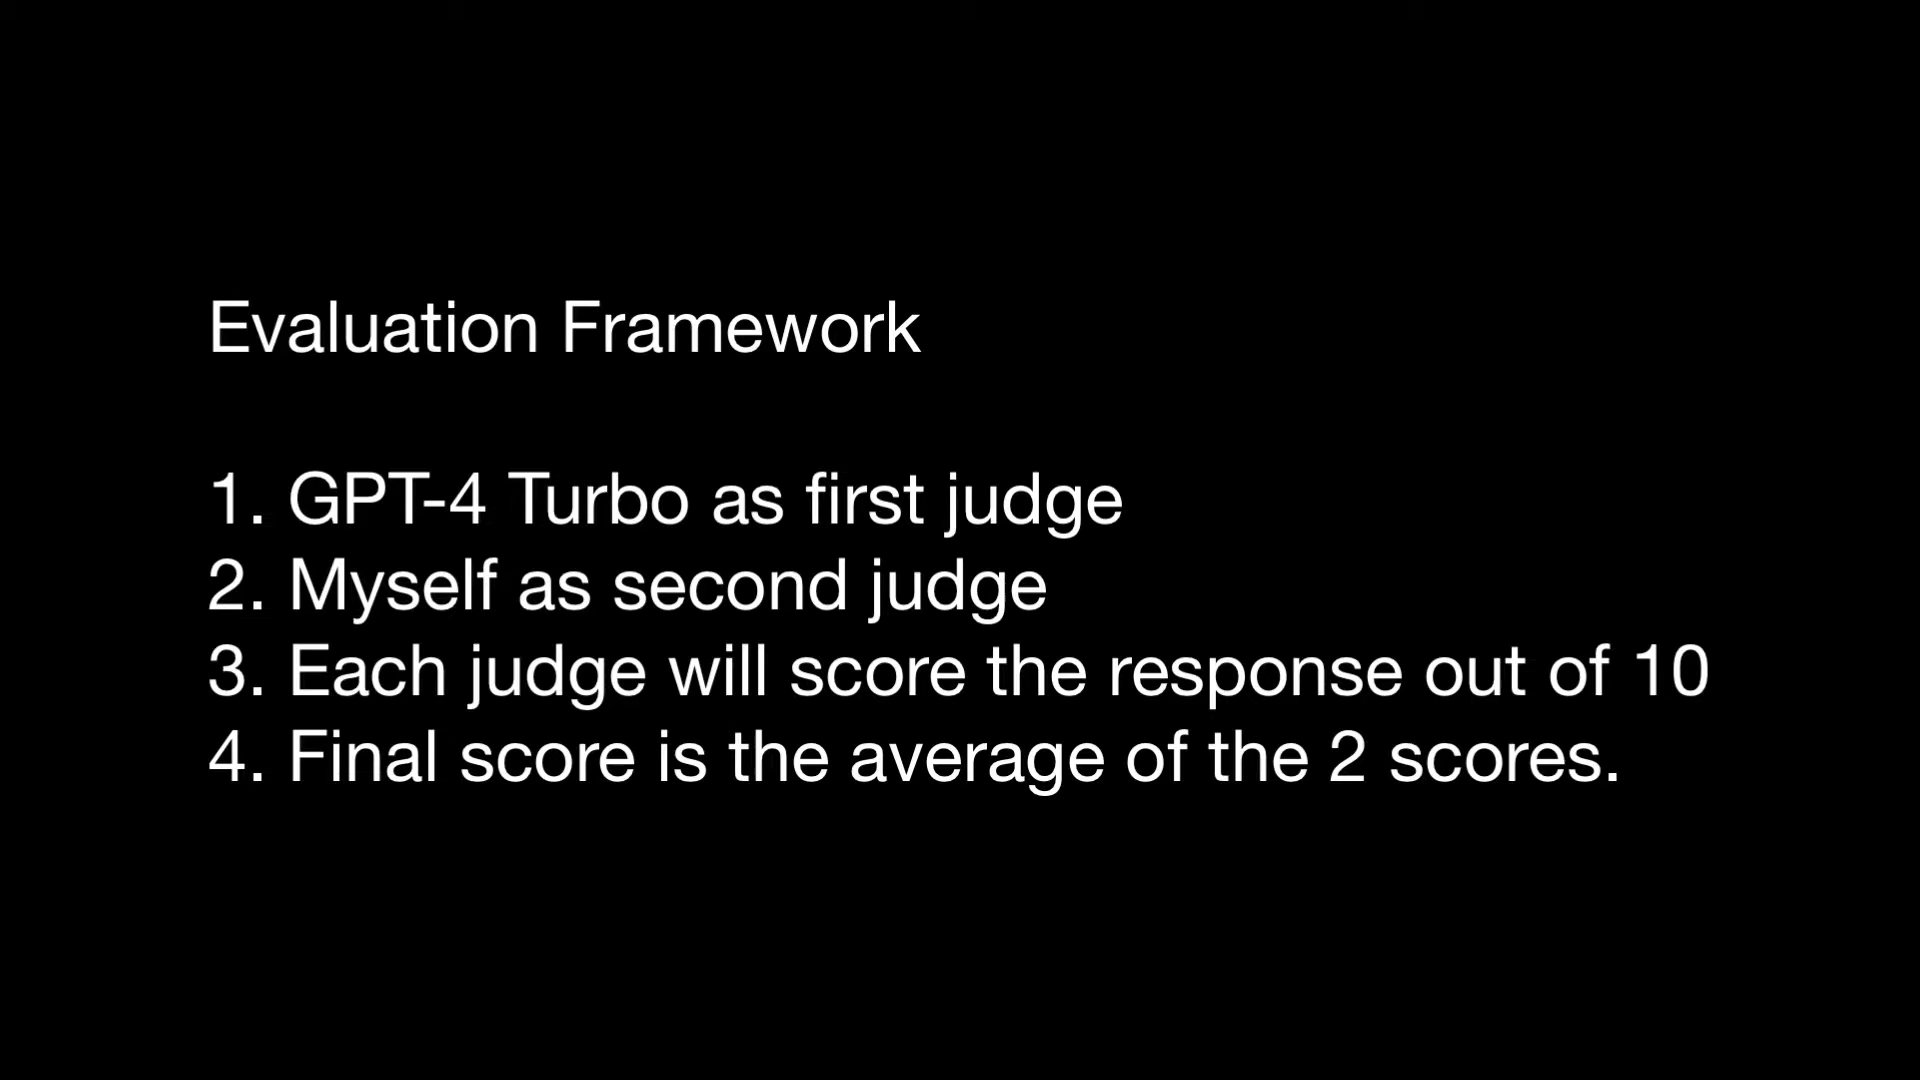 Evaluation Framework
1. GPT-4 Turbo as first judge
2. Myself as second judge
3. Each judge will score the response out of 10
4. Final score is the average of the 2 scores.